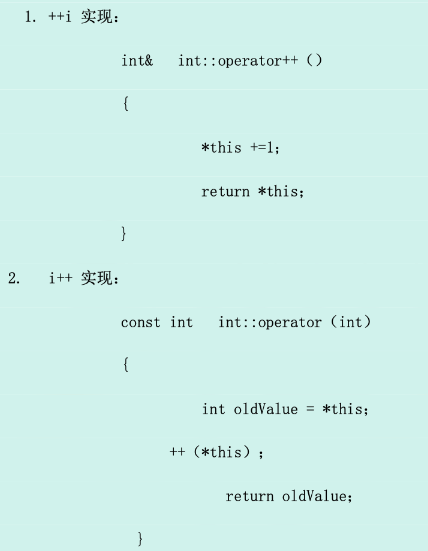 1. ++i 实现：
int& int::operator++（）
{
*this +=1;
return *this;
}
2. i++ 实现：
const int int::operator（int）
{
int oldValue = *this;
++（*this）;
return oldValue;
}